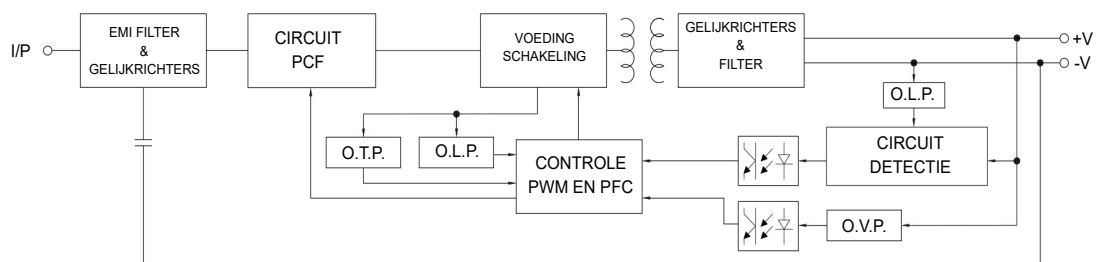 EMI FILTER
&
GELIJKRICHTERS
I/P
CIRCUIT
PCF
VOEDING
SCHAKELING
GELIJKRICHTERS
&
FILTER
+V
-V
O.L.P.
O.T.P.
O.L.P.
CONTROLE
PWM EN PFC
CIRCUIT
DETECTIE
O.V.P.